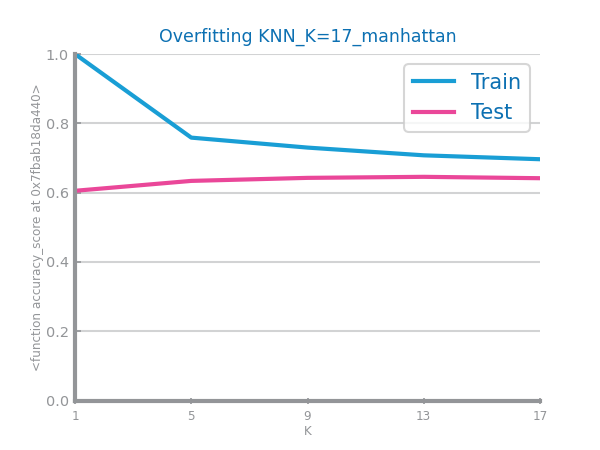 Overfitting KNN_K=17_manhattan
Train
Test
<function accuracy_score at 0x7fbab18da440>
1.0
0.8
0.6
0.4
0.2
0.0
1 5 9 13 17
K